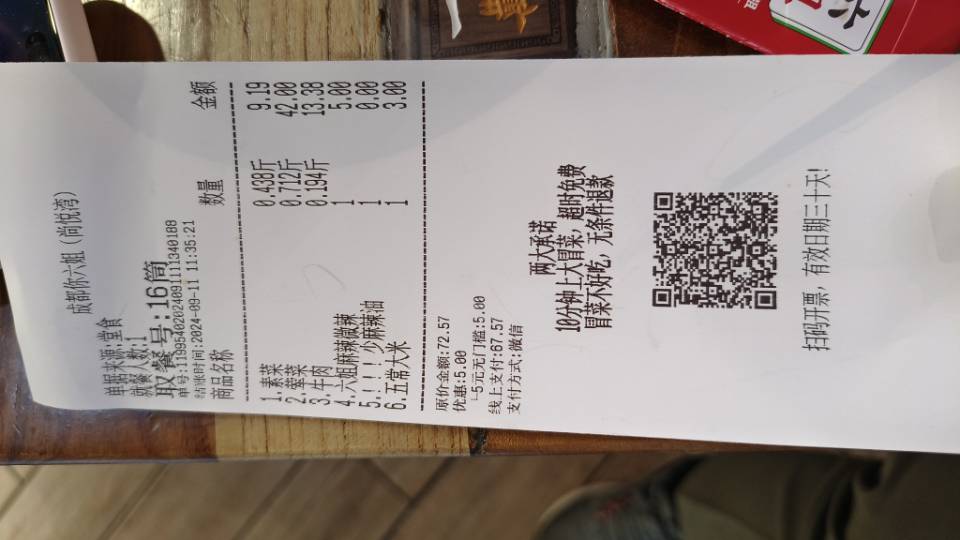 成都你六姐(尚悦湾)
单据来源:堂食
就餐人数:1
取餐号:16筒
单号:119954020240911111340188
结账时间:2024-09-11 11:35:21
商品名称 数量 金额
1.素菜 0.438斤 9.19
2.荤菜 0.712斤 42.00
3.牛肉 0.194斤 13.38
4.六姐麻辣微辣 1 5.00
5.!!!!少麻辣油 1 0.00
6.五常大米 1 3.00
原价金额:72.57
优惠:5.00
└5元无门槛:5.00
线上支付:67.57
支付方式:微信
两大承诺
10分钟上大冒菜,超时免费
冒菜不好吃,无条件退款
扫码开票,有效日期三十天!